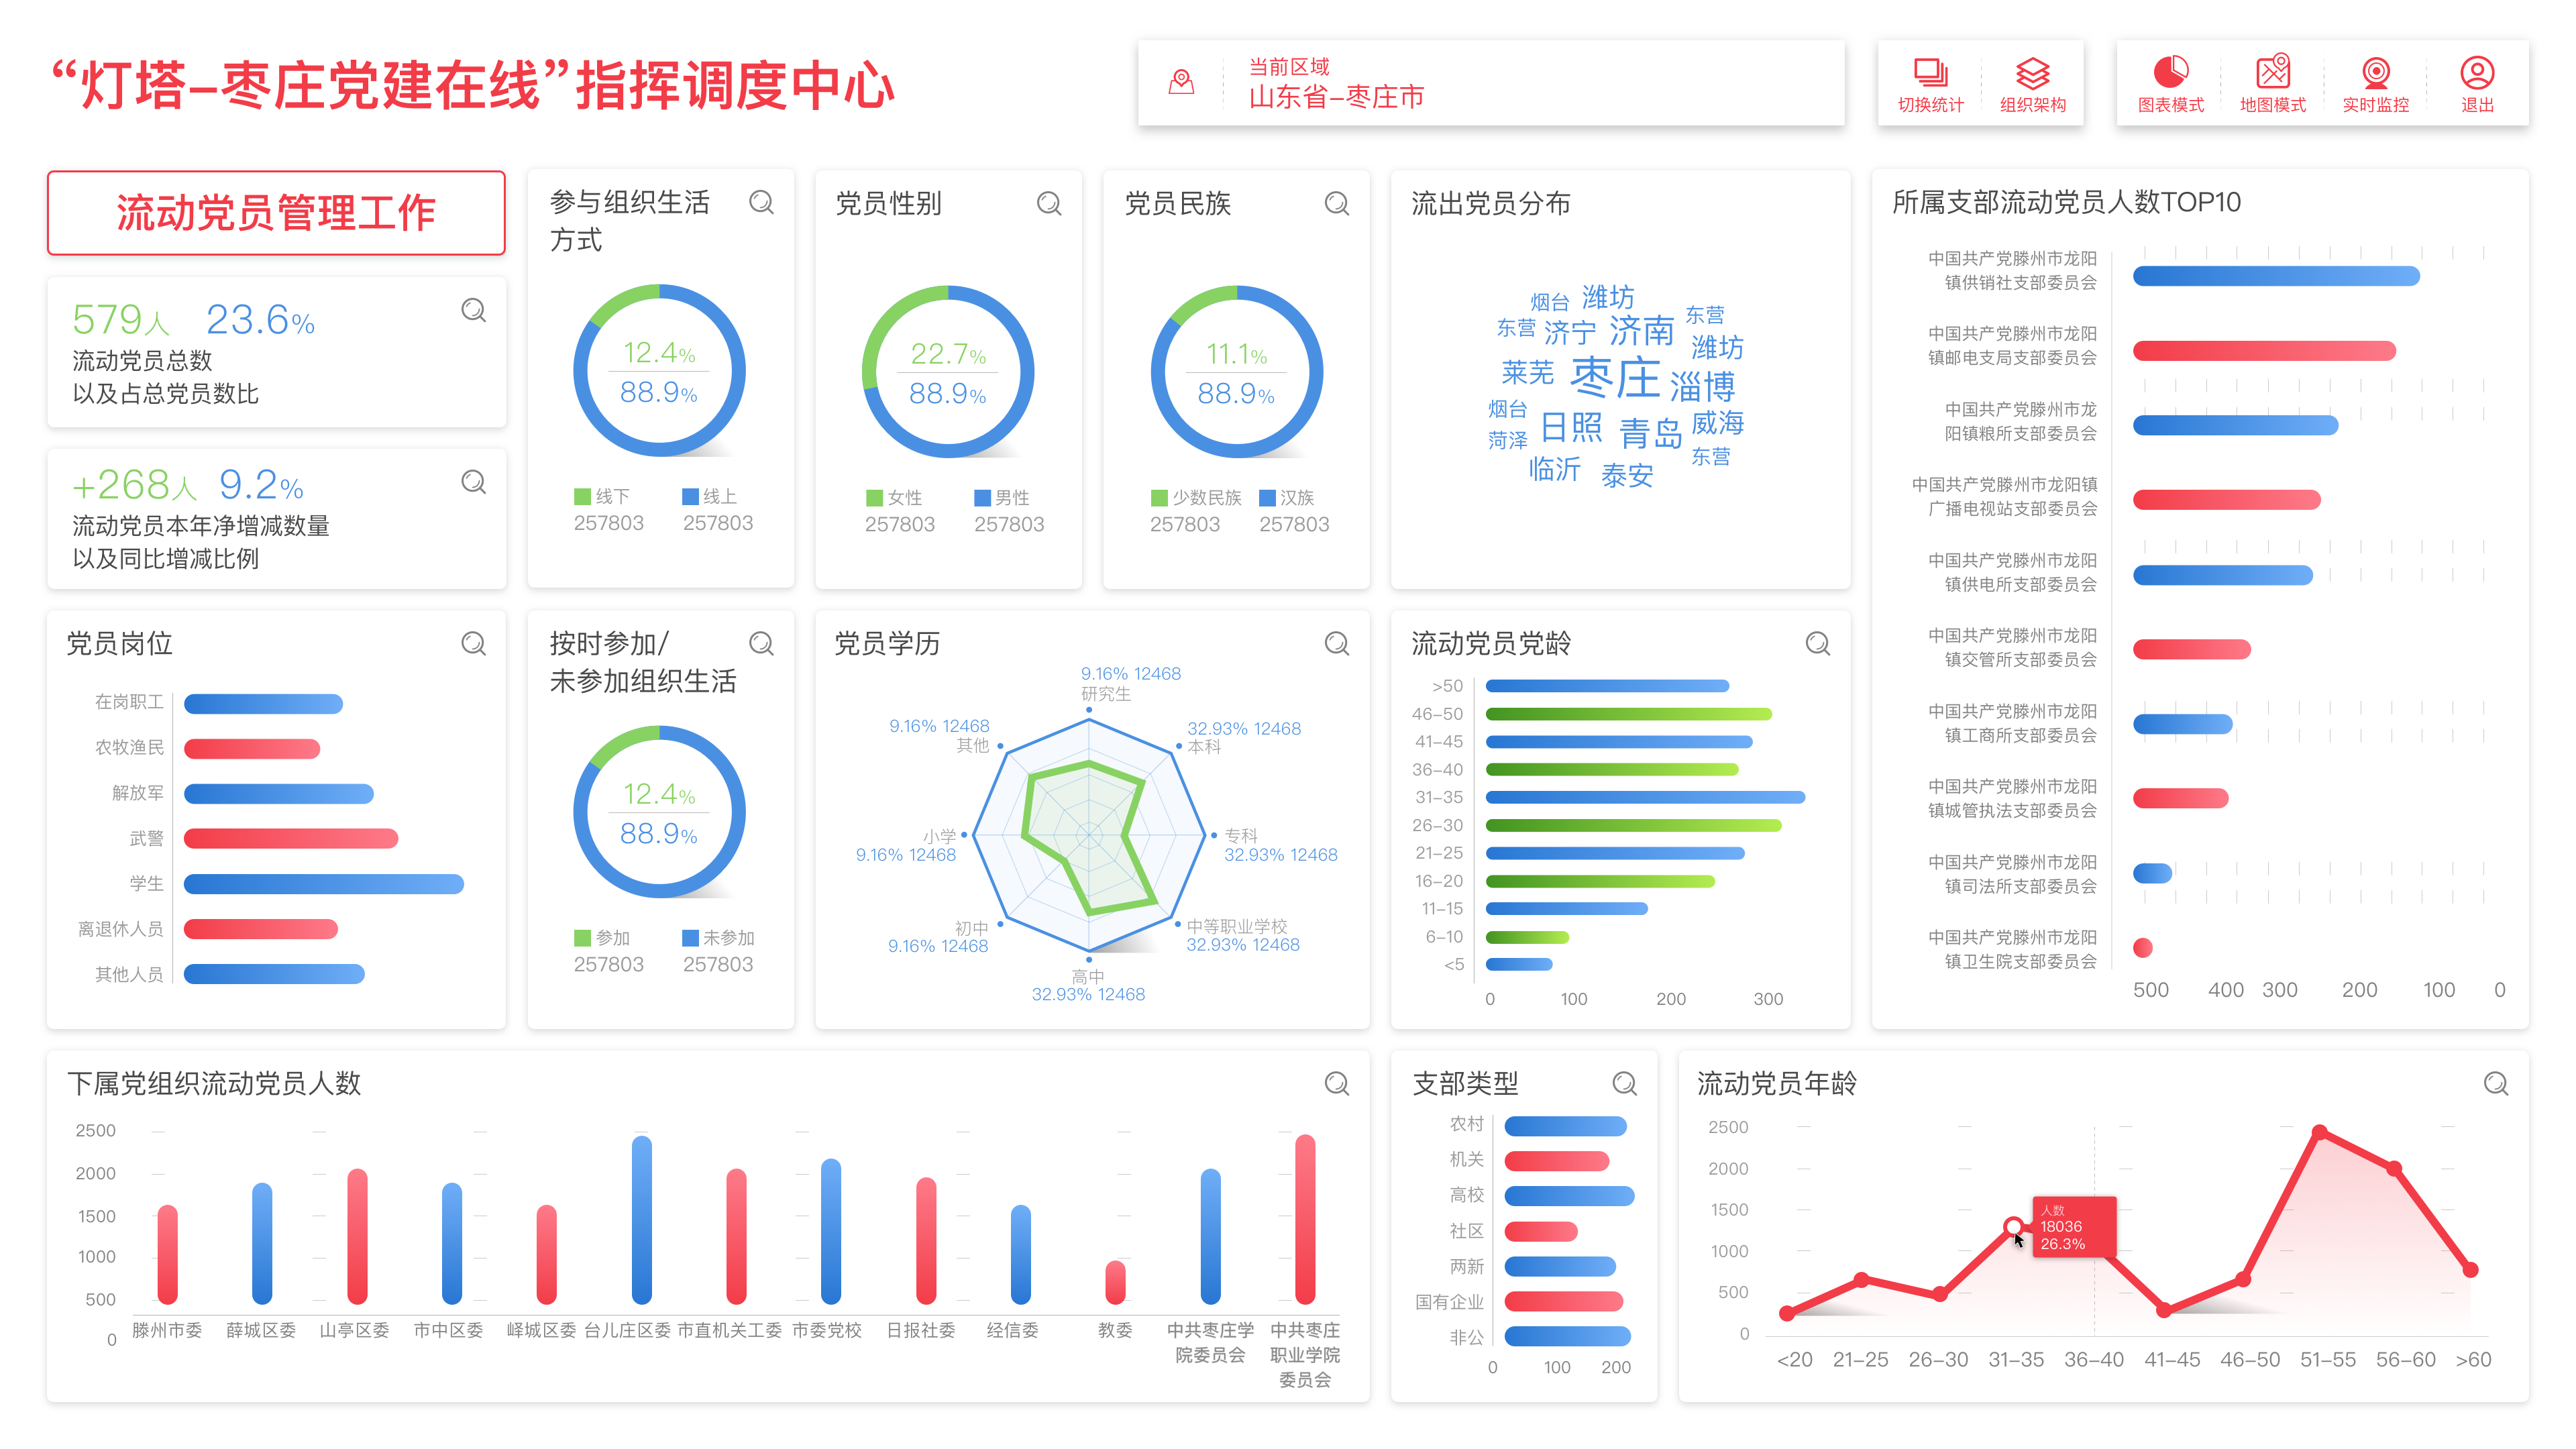 “灯塔–枣庄党建在线”指挥调度中心
当前区域
山东省–枣庄市
切换统计
组织架构
图表模式
地图模式
实时监控
退出
流动党员管理工作
579人 23.6%
流动党员总数
以及占总党员数比
+268人 9.2%
流动党员本年净增减数量
以及同比增减比例
参与组织生活
方式
12.4%
88.9%
线下 线上
257803 257803
党员性别
22.7%
88.9%
女性 男性
257803 257803
党员民族
11.1%
88.9%
少数民族 汉族
257803 257803
流出党员分布
烟台 潍坊
东营 济宁 济南 东营
潍坊
莱芜 枣庄 淄博
烟台
日照 青岛 威海
菏泽
临沂 泰安 东营
所属支部流动党员人数TOP10
中国共产党滕州市龙阳
镇供销社支部委员会
中国共产党滕州市龙阳
镇邮电支局支部委员会
中国共产党滕州市龙
阳镇粮所支部委员会
中国共产党滕州市龙阳镇
广播电视站支部委员会
中国共产党滕州市龙阳
镇供电所支部委员会
中国共产党滕州市龙阳
镇交管所支部委员会
中国共产党滕州市龙阳
镇工商所支部委员会
中国共产党滕州市龙阳
镇城管执法支部委员会
中国共产党滕州市龙阳
镇司法所支部委员会
中国共产党滕州市龙阳
镇卫生院支部委员会
500 400 300 200 100 0
党员岗位
在岗职工
农牧渔民
解放军
武警
学生
离退休人员
其他人员
按时参加/
未参加组织生活
12.4%
88.9%
参加 未参加
257803 257803
党员学历
9.16% 12468
研究生
32.93% 12468
本科
专科
32.93% 12468
中等职业学校
32.93% 12468
高中
32.93% 12468
初中
9.16% 12468
小学
9.16% 12468
9.16% 12468
其他
流动党员党龄
>50
46–50
41–45
36–40
31–35
26–30
21–25
16–20
11–15
6–10
<5
0 100 200 300
下属党组织流动党员人数
2500
2000
1500
1000
500
0
滕州市委
薛城区委
山亭区委
市中区委
峄城区委
台儿庄区委
市直机关工委
市委党校
日报社委
经信委
教委
中共枣庄学
院委员会
中共枣庄
职业学院
委员会
支部类型
农村
机关
高校
社区
两新
国有企业
非公
0 100 200
流动党员年龄
2500
2000
1500
1000
500
0
人数
18036
26.3%
<20 21–25 26–30 31–35 36–40 41–45 46–50 51–55 56–60 >60